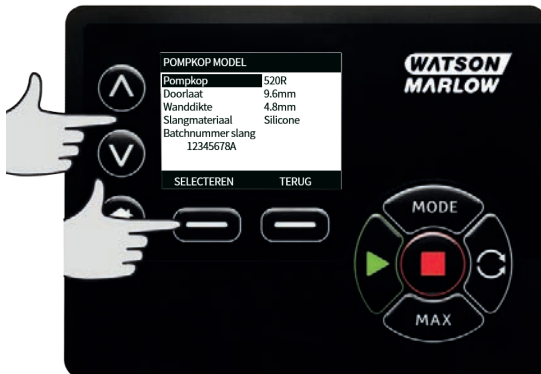 POMPKOP MODEL
Pompkop 520R
Doorlaat 9.6mm
Wanddikte 4.8mm
Slangmateriaal Silicone
Batchnummer slang
12345678A
SELECTEREN TERUG
WATSON
MARLOW
MODE
MAX